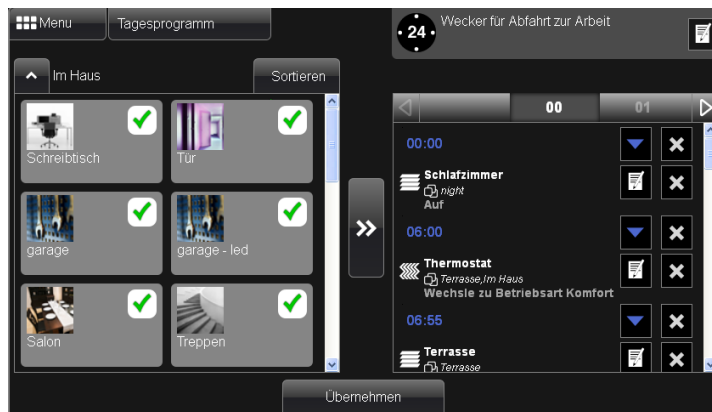 Menu
Tagesprogramm
24
Wecker für Abfahrt zur Arbeit
Im Haus
Sortieren
Schreibtisch
Tür
garage
garage - led
Salon
Treppen
00
01
00:00
Schlafzimmer
night
Auf
06:00
Thermostat
Terrasse,Im Haus
Wechsle zu Betriebsart Komfort
06:55
Terrasse
Terrasse
Übernehmen